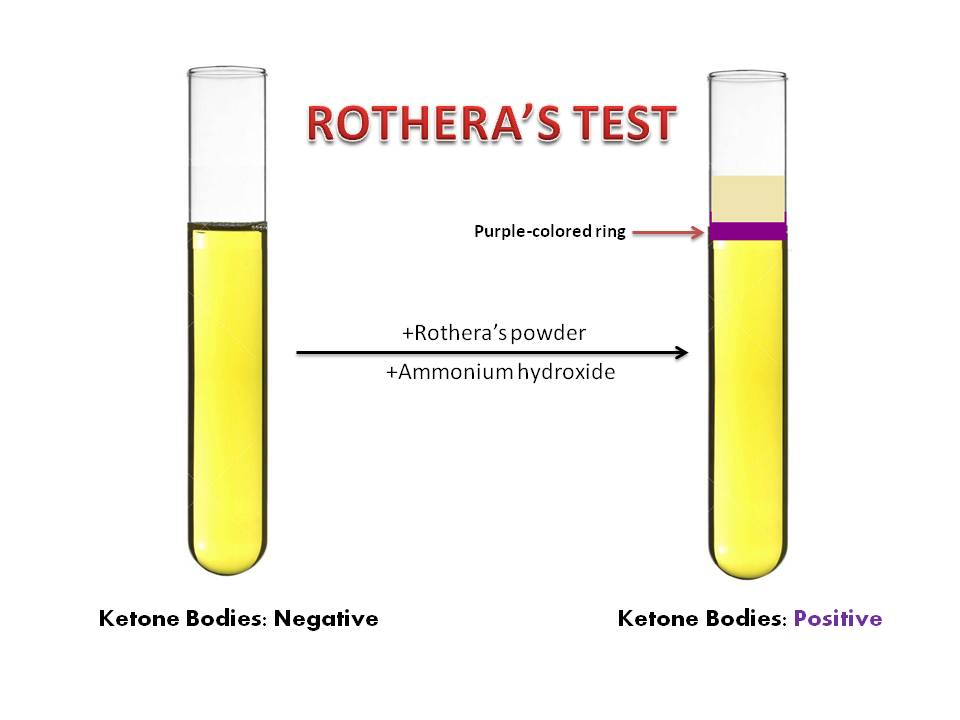 ROTHERA'S TEST
Purple-colored ring
+Rothera's powder
+Ammonium hydroxide
Ketone Bodies: Negative
Ketone Bodies: Positive